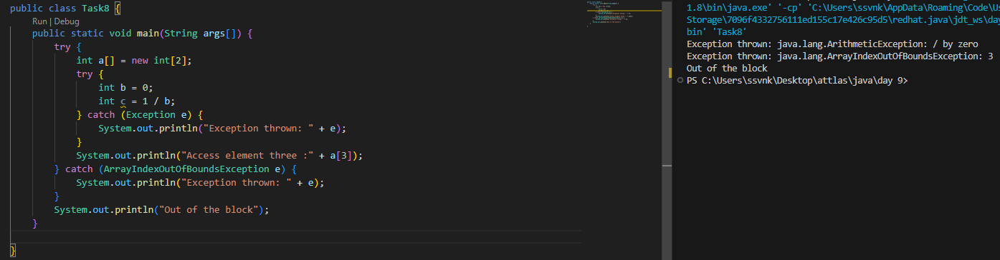 public class Task8 {
Run | Debug
public static void main(String args[]) {
try {
int a[] = new int[2];
try {
int b = 0;
int c = 1 / b;
} catch (Exception e) {
System.out.println("Exception thrown: " + e);
}
System.out.println("Access element three :" + a[3]);
} catch (ArrayIndexOutOfBoundsException e) {
System.out.println("Exception thrown: " + e);
}
System.out.println("Out of the block");
}
}
1.8\bin\java.exe' '-cp' 'C:\Users\ssvnk\AppData\Roaming\Code\Us
Storage\7096f4332756111ed155c17e426c95d5\redhat.java\jdt_ws\day
bin' 'Task8'
Exception thrown: java.lang.ArithmeticException: / by zero
Exception thrown: java.lang.ArrayIndexOutOfBoundsException: 3
Out of the block
PS C:\Users\ssvnk\Desktop\attlas\java\day 9>